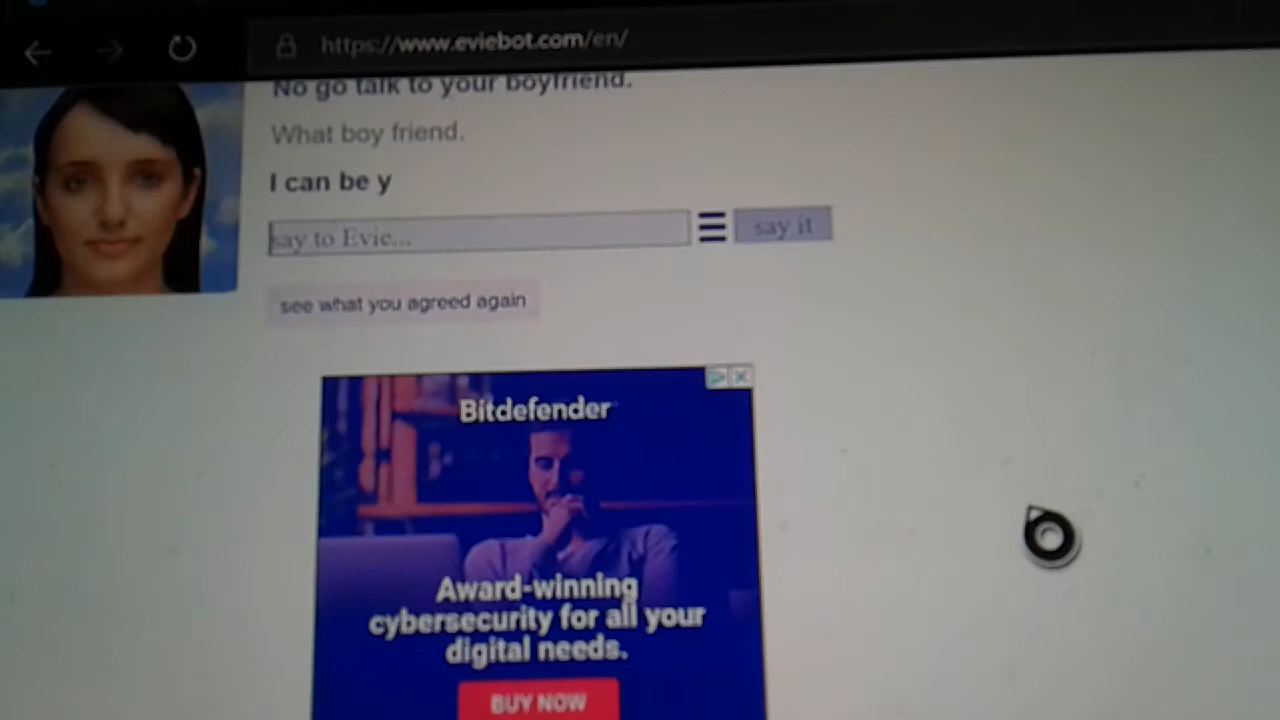 https://www.eviebot.com/en/
No go talk to your boyfriend.
What boy friend.
I can be y
say to Evie...
say it
see what you agreed again
Bitdefender
Award-winning
cybersecurity for all your
digital needs.
BUY NOW